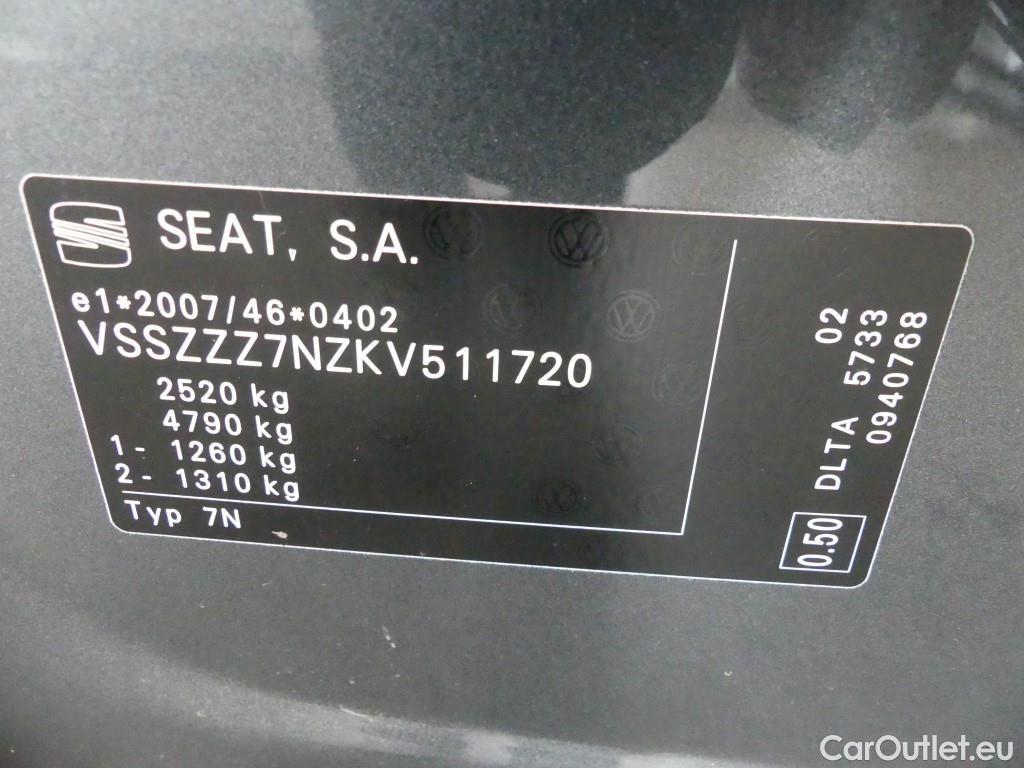 SEAT, S.A.
e1*2007/46*0402
VSSZZZ7NZKV511720
2520 kg
4790 kg
1- 1260 kg
2- 1310 kg
Typ 7N
02
DLTA 5733
0940768
0.50
CarOutlet.eu